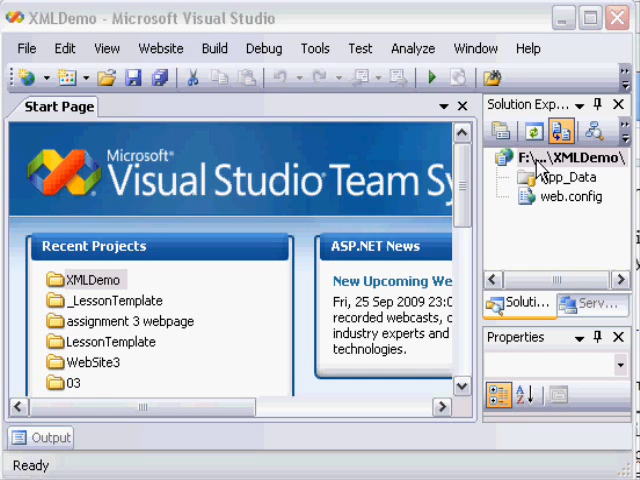 XMLDemo - Microsoft Visual Studio
File Edit View Website Build Debug Tools Test Analyze Window Help
Start Page
Microsoft®
Visual Studio Team Sy
Recent Projects
XMLDemo
_LessonTemplate
assignment 3 webpage
LessonTemplate
WebSite3
03
ASP.NET News
New Upcoming We
Fri, 25 Sep 2009 23:0
recorded webcasts, c
industry experts and
technologies.
Solution Exp...
F:\...\XMLDemo\
App_Data
web.config
Soluti... Serv...
Properties
Output
Ready